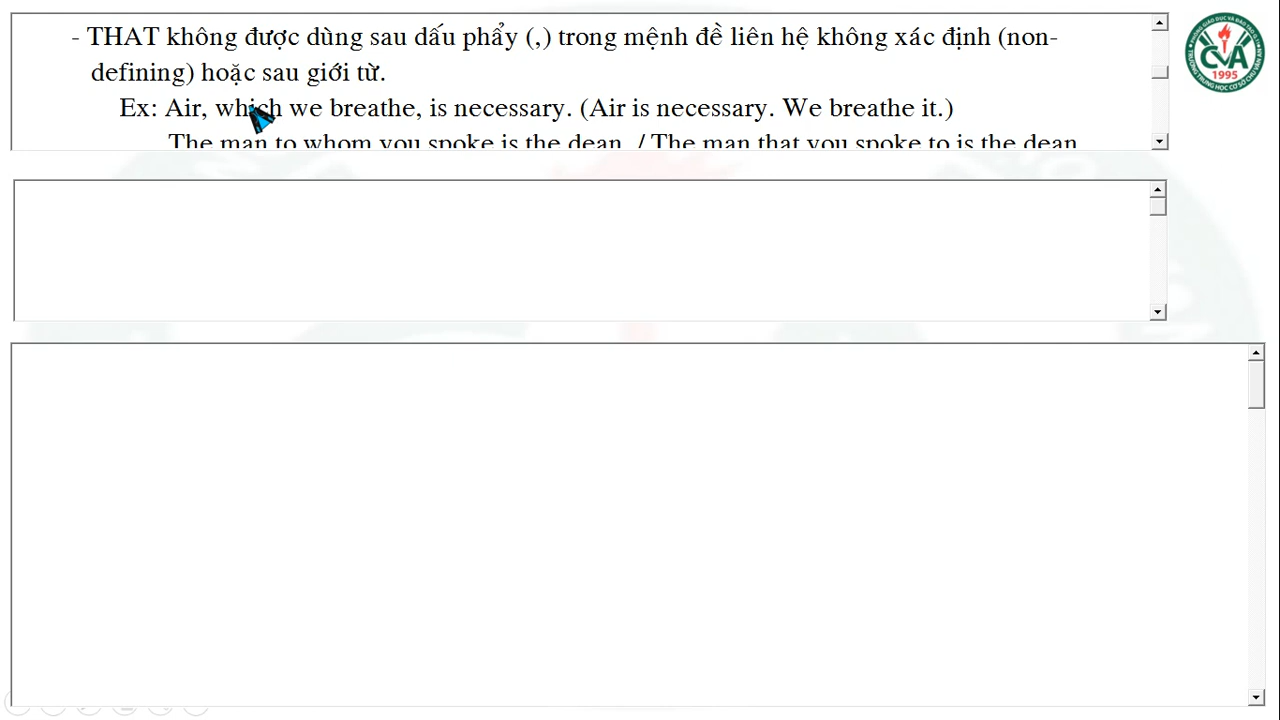 - THAT không được dùng sau dấu phẩy (,) trong mệnh đề liên hệ không xác định (non-
defining) hoặc sau giới từ.
Ex: Air, which we breathe, is necessary. (Air is necessary. We breathe it.)
The man to whom you spoke is the dean. / The man that you spoke to is the dean
CVA
1995